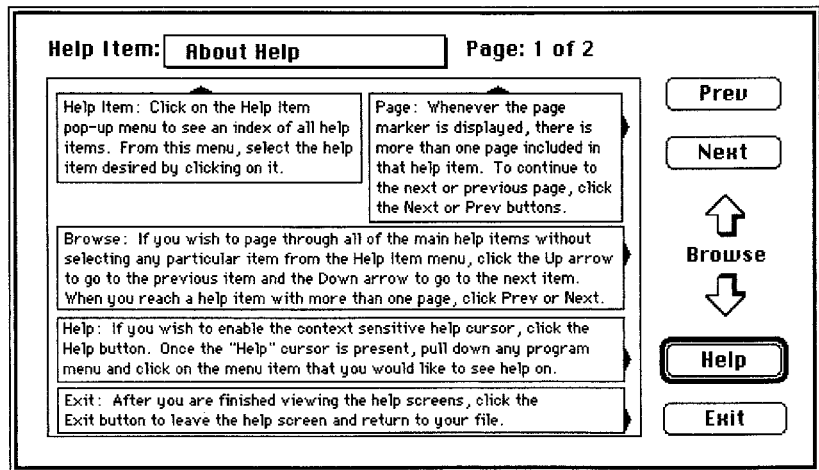 Help Item: About Help Page: 1 of 2
Help Item: Click on the Help Item
pop-up menu to see an index of all help
items. From this menu, select the help
item desired by clicking on it.
Page: Whenever the page
marker is displayed, there is
more than one page included in
that help item. To continue to
the next or previous page, click
the Next or Prev buttons.
Browse: If you wish to page through all of the main help items without
selecting any particular item from the Help Item menu, click the Up arrow
to go to the previous item and the Down arrow to go to the next item.
When you reach a help item with more than one page, click Prev or Next.
Help: If you wish to enable the context sensitive help cursor, click the
Help button. Once the "Help" cursor is present, pull down any program
menu and click on the menu item that you would like to see help on.
Exit: After you are finished viewing the help screens, click the
Exit button to leave the help screen and return to your file.
Prev
Next
Browse
Help
Exit